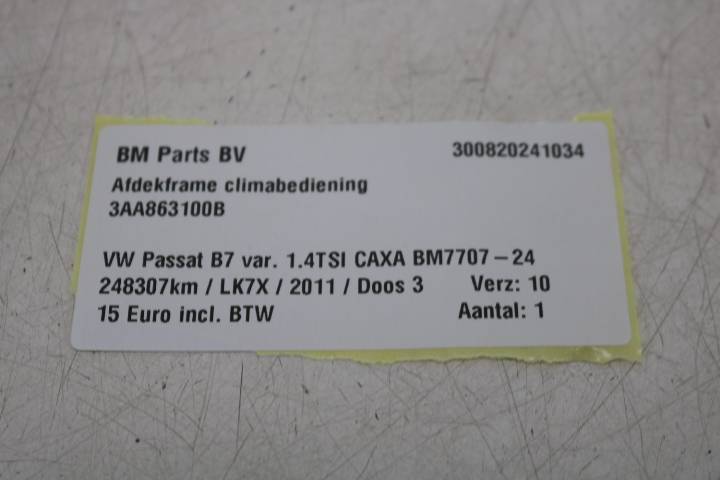 BM Parts BV 300820241034
Afdekframe climabediening
3AA863100B
VW Passat B7 var. 1.4TSI CAXA BM7707-24
248307km / LK7X / 2011 / Doos 3 Verz: 10
15 Euro incl. BTW Aantal: 1